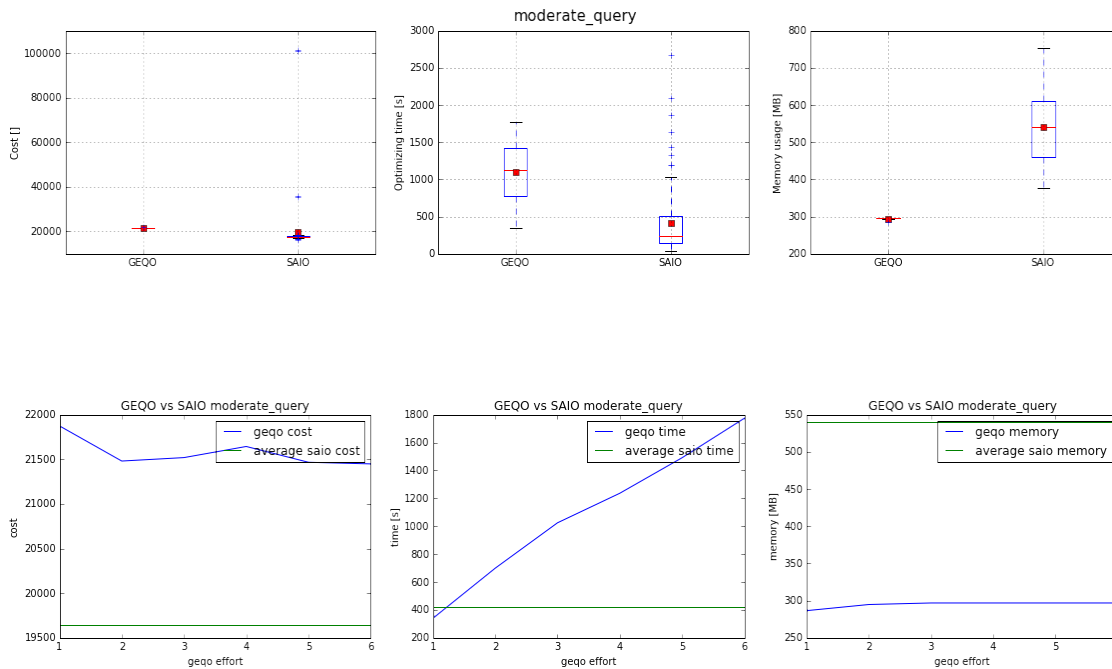 moderate_query
Cost []
100000
80000
60000
40000
20000
GEQO
SAIO
Optimizing time [s]
3000
2500
2000
1500
1000
500
0
GEQO
SAIO
Memory usage [MB]
800
700
600
500
400
300
200
GEQO
SAIO
GEQO vs SAIO moderate_query
geqo cost
average saio cost
cost
22000
21500
21000
20500
20000
19500
1 2 3 4 5 6
geqo effort
GEQO vs SAIO moderate_query
geqo time
average saio time
time [s]
1800
1600
1400
1200
1000
800
600
400
200
1 2 3 4 5 6
geqo effort
GEQO vs SAIO moderate_query
geqo memory
average saio memory
memory [MB]
550
500
450
400
350
300
250
1 2 3 4 5 6
geqo effort